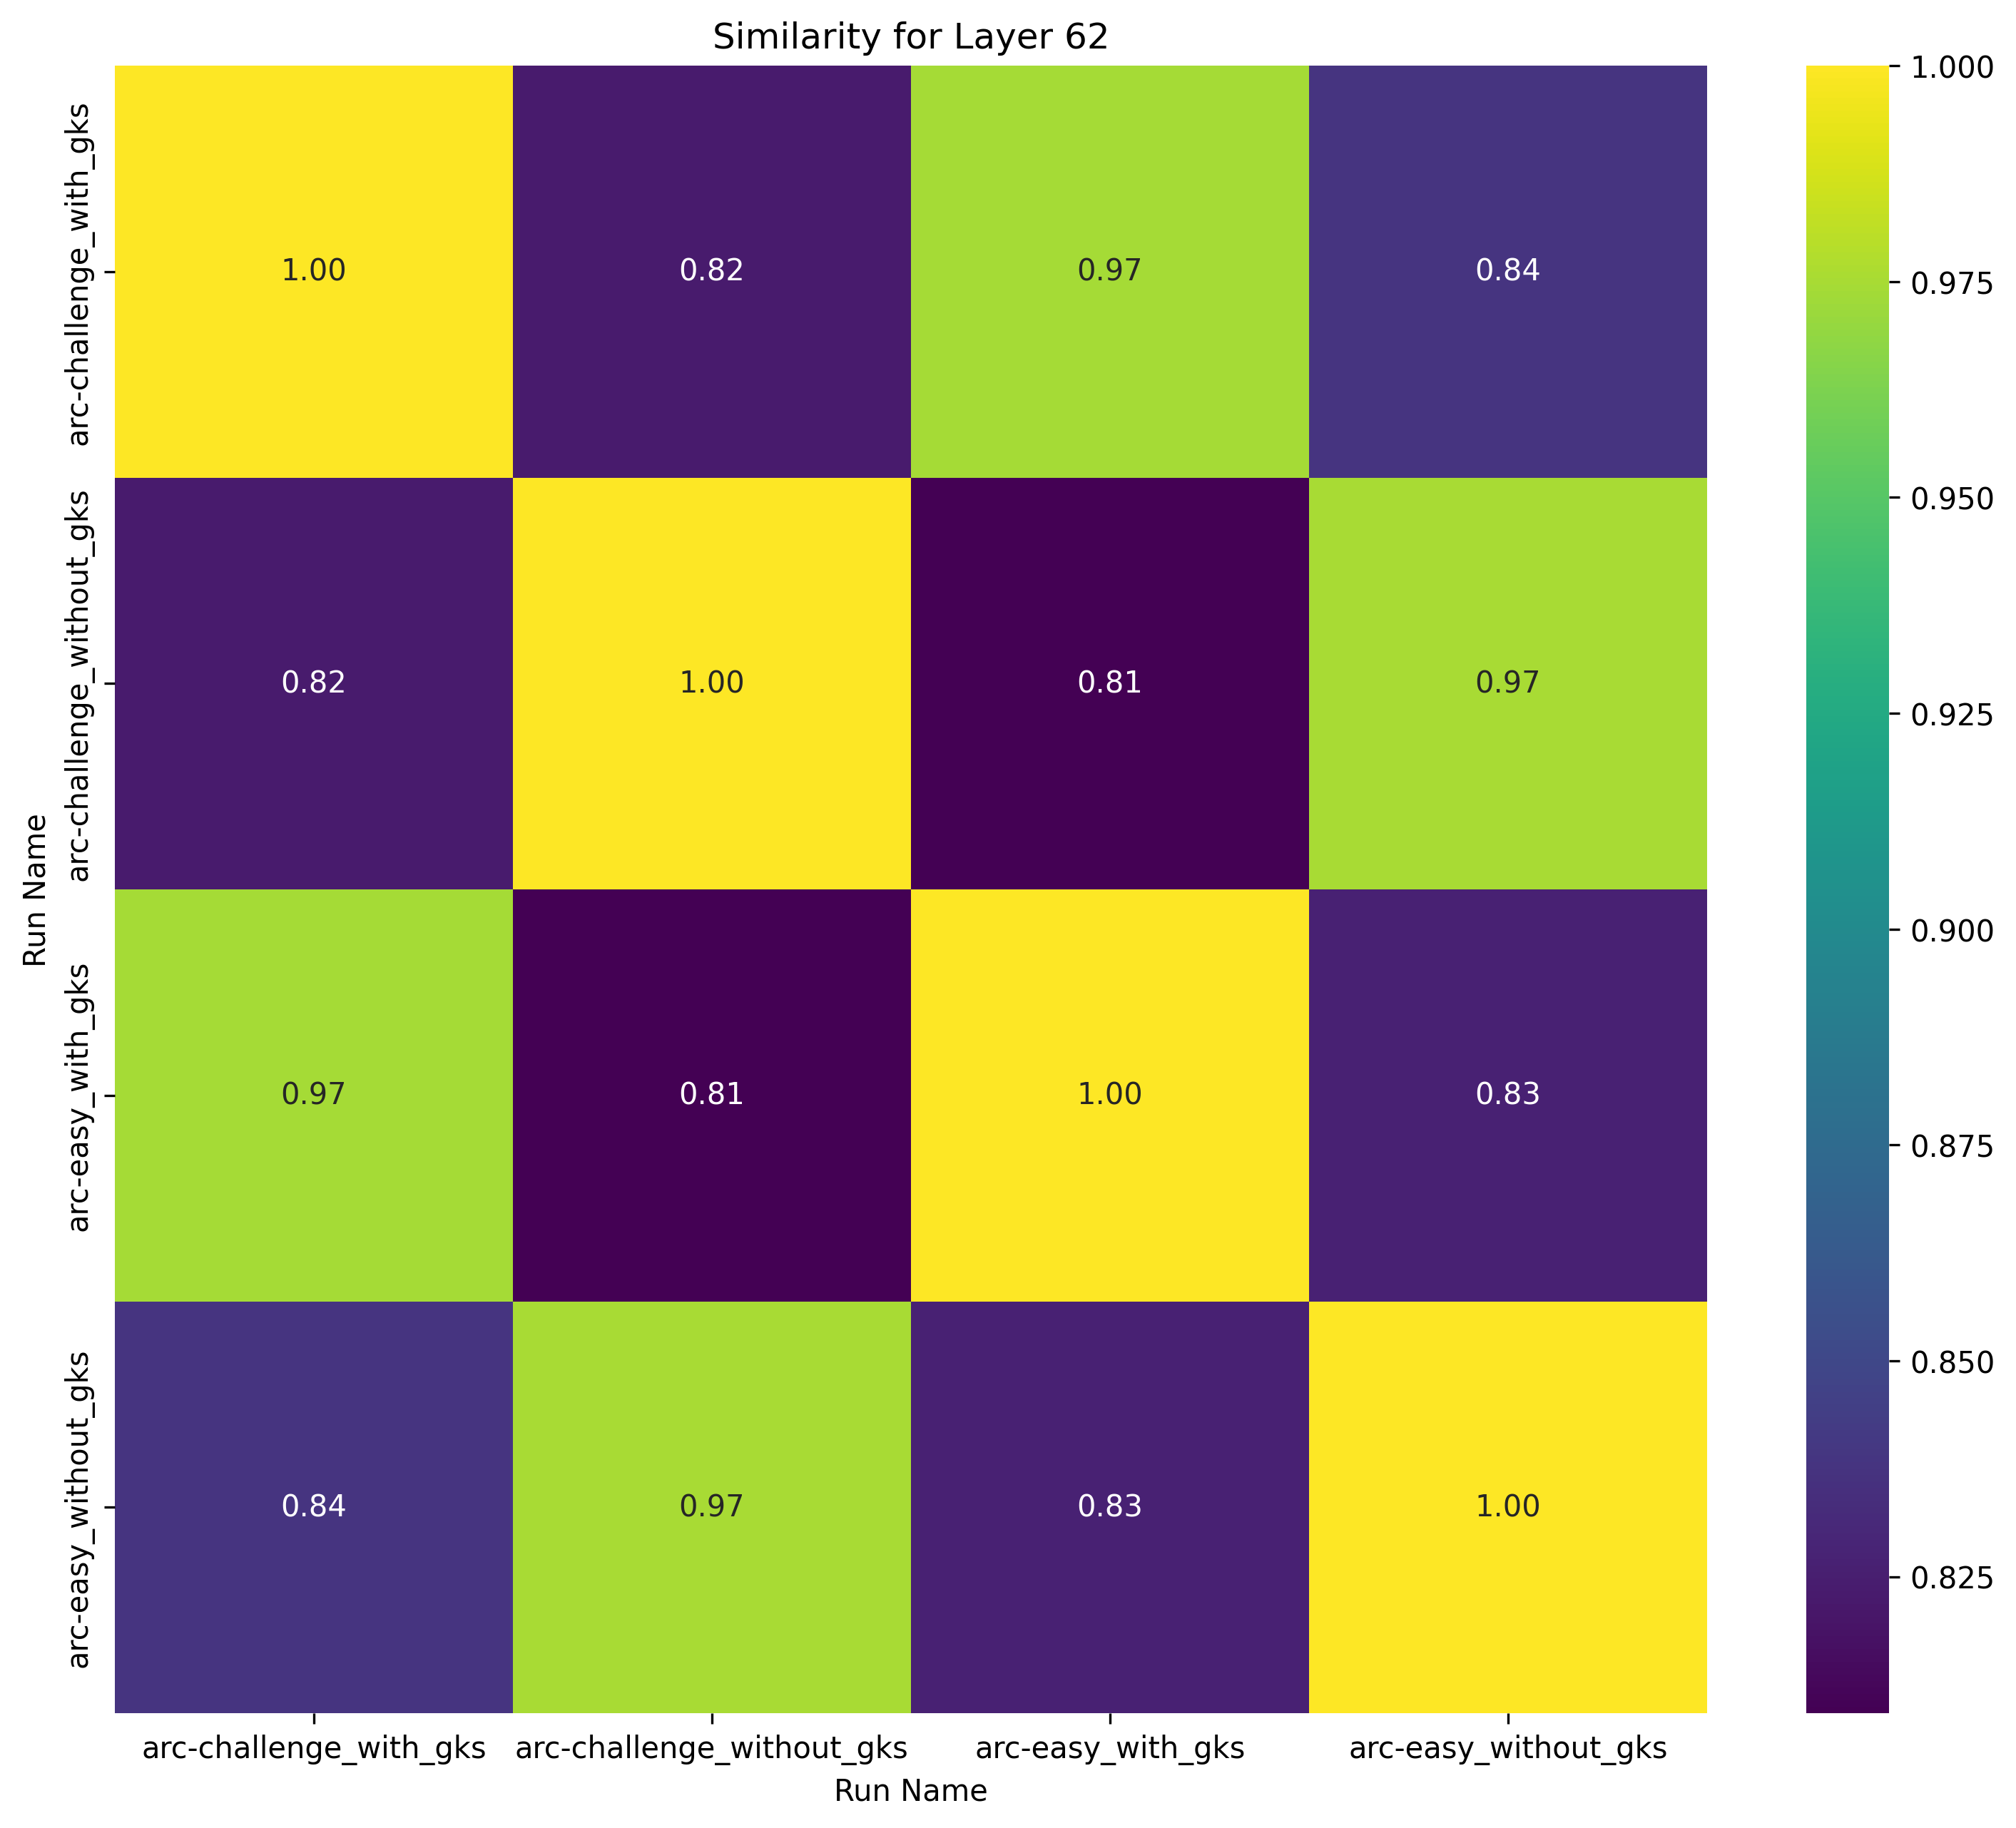 Similarity for Layer 62
Run Name
arc-challenge_with_gks
1.00
0.82
0.97
0.84
arc-challenge_without_gks
0.82
1.00
0.81
0.97
arc-easy_with_gks
0.97
0.81
1.00
0.83
arc-easy_without_gks
0.84
0.97
0.83
1.00
arc-challenge_with_gks
arc-challenge_without_gks
arc-easy_with_gks
arc-easy_without_gks
Run Name
1.000
0.975
0.950
0.925
0.900
0.875
0.850
0.825